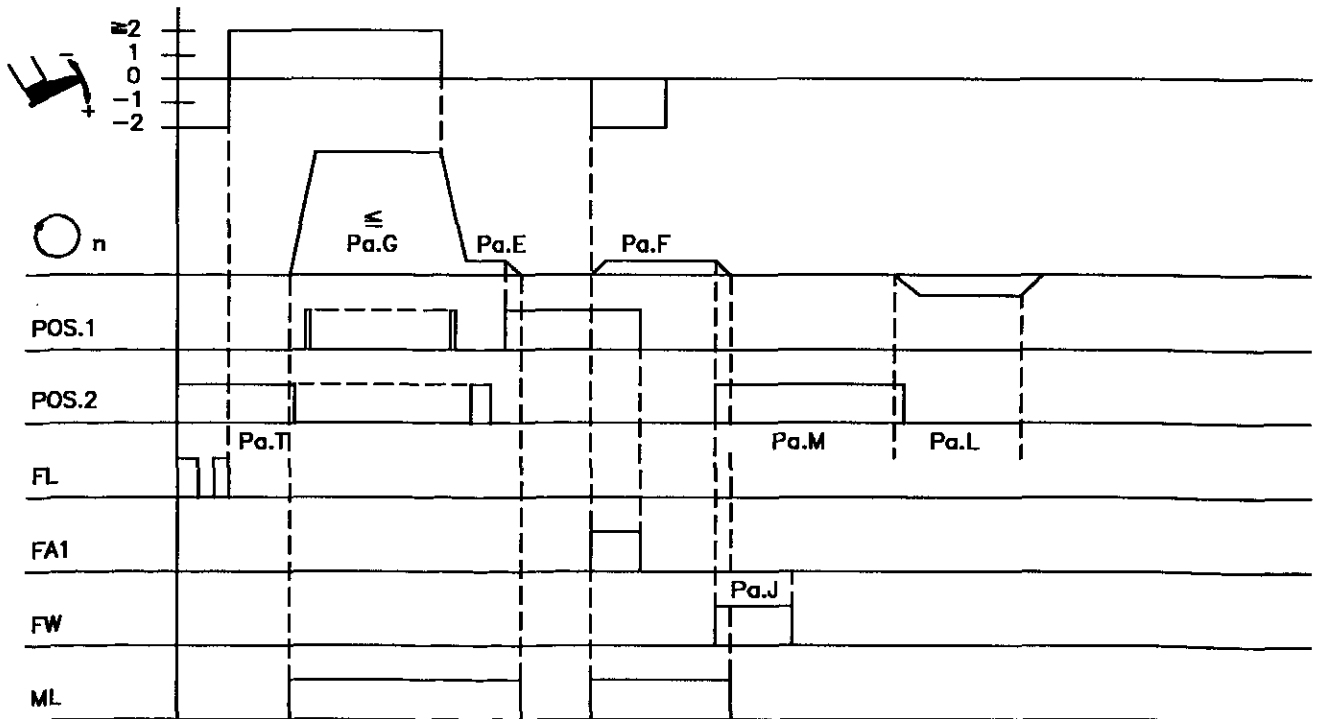 ≧2
1
0
-1
-2
-
+
n
≦
Pa.G
Pa.E
Pa.F
POS.1
POS.2
Pa.T
Pa.M
Pa.L
FL
FA1
Pa.J
FW
ML